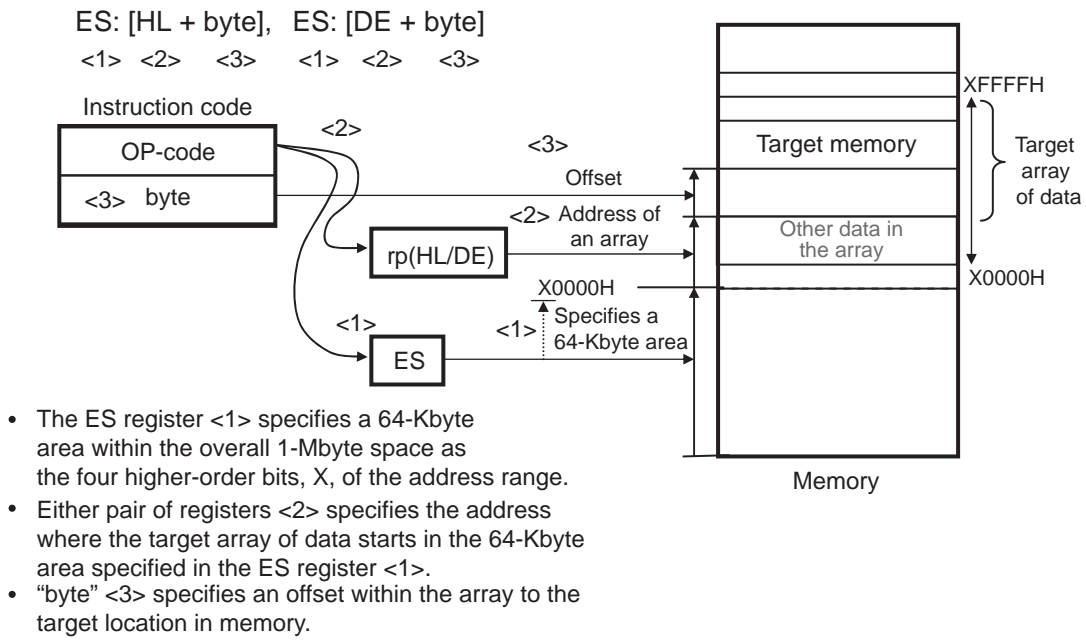 ES: [HL + byte],   ES: [DE + byte]
<1>  <2>  <3>  <1>  <2>  <3>
Instruction code
OP-code
<3>  byte
<2>
<3>
Offset
<2> Address of
an array
rp(HL/DE)
X0000H
<1>
<1>
Specifies a
64-Kbyte area
ES
XFFFFH
Target memory
Target
array
of data
Other data in
the array
X0000H
Memory
• The ES register <1> specifies a 64-Kbyte
area within the overall 1-Mbyte space as
the four higher-order bits, X, of the address range.
• Either pair of registers <2> specifies the address
where the target array of data starts in the 64-Kbyte
area specified in the ES register <1>.
• “byte” <3> specifies an offset within the array to the
target location in memory.